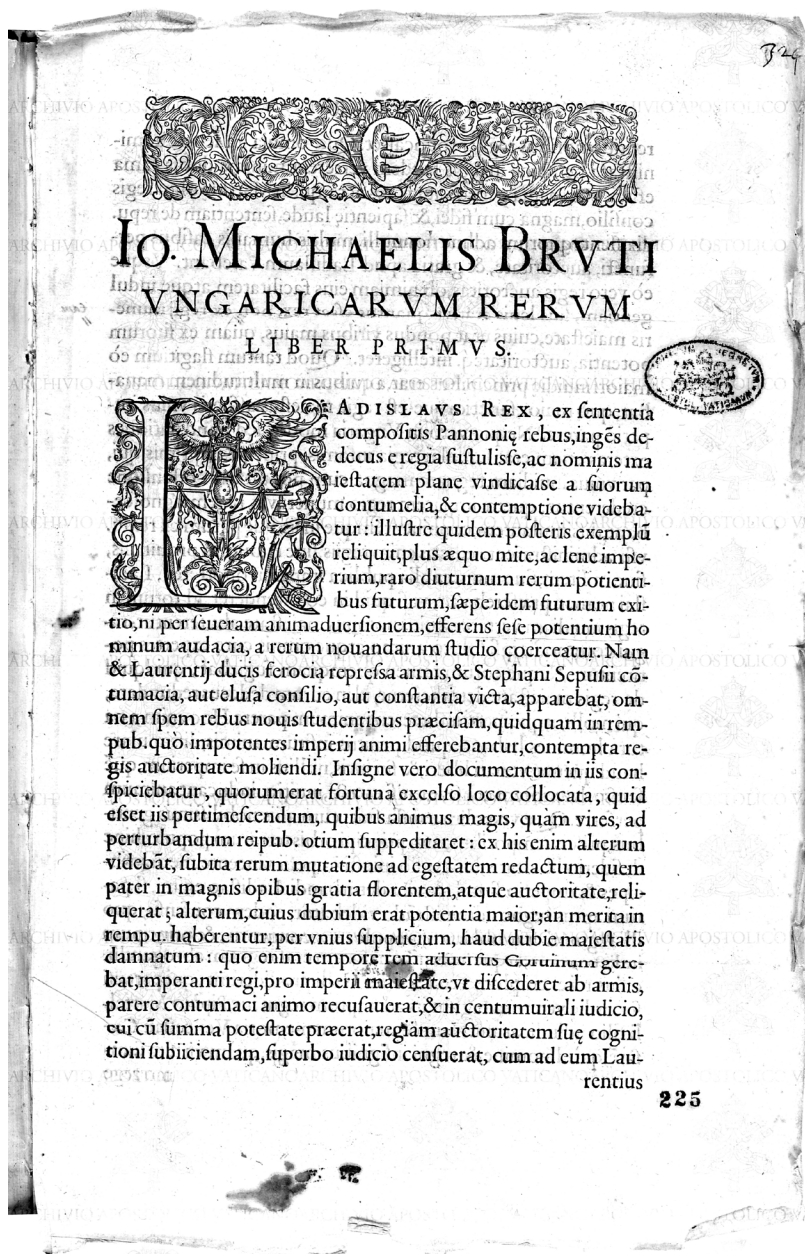 B 24
IO. MICHAELIS BRVTI
VNGARICARVM RERVM
LIBER PRIMVS.
LADISLVS REX, ex sententia
compositis Pannonię rebus, ingēs de-
decus e regia sustulisse, ac nominis ma
iestatem plane vindicasse a suorum
contumelia, & contemptione videba-
tur: illustre quidem posteris exemplū
reliquit, plus æquo mite, ac lene impe-
rium, raro diuturnum rerum potienti-
bus futurum, sæpe idem futurum exi-
tio, ni per seueram animaduersionem, efferens sese potentium ho
minum audacia, a rerum nouandarum studio coerceatur. Nam
& Laurentij ducis ferocia repressa armis, & Stephani Sepusii cō-
tumacia, aut elusa consilio, aut constantia victa, apparebat, om-
nem spem rebus nouis studentibus præcisam, quidquam in rem-
pub. quò impotentes imperij animi efferebantur, contempta re-
gis auctoritate moliendi. Insigne vero documentum in iis con-
spiciebatur, quorum erat fortuna excelso loco collocata, quid
esset iis pertimescendum, quibus animus magis, quam vires, ad
perturbandum reipub. otium suppeditaret: ex his enim alterum
videbāt, subita rerum mutatione ad egestatem redactum, quem
pater in magnis opibus gratia florentem, atque auctoritate, reli-
querat; alterum, cuius dubium erat potentia maior; an merita in
rempu. haberentur, per vnius supplicium, haud dubie maiestatis
damnatum: quo enim tempore rem aduersus Coruinum gere-
bat, imperanti regi, pro imperii maiestate, vt discederet ab armis,
parere contumaci animo recusauerat, & in centumuirali iudicio,
cui cū summa potestate præerat, regiam auctoritatem suę cogni-
tioni subiiciendam, superbo iudicio censuerat, cum ad eum Lau-
rentius
225